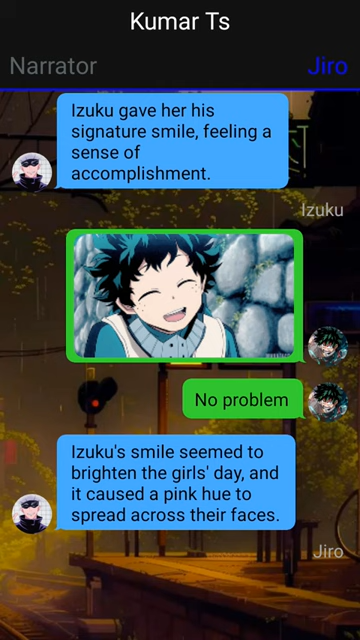 Kumar Ts
Narrator
Jiro
Izuku gave her his
signature smile, feeling a
sense of
accomplishment.
Izuku
No problem
Izuku's smile seemed to
brighten the girls' day, and
it caused a pink hue to
spread across their faces.
Jiro